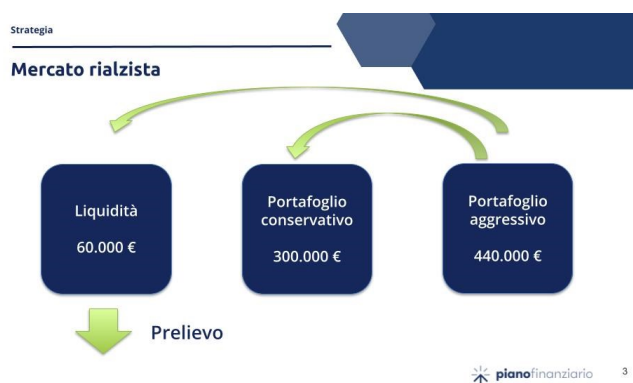 Strategia
Mercato rialzista
Liquidità
60.000 €
Portafoglio
conservativo
300.000 €
Portafoglio
aggressivo
440.000 €
Prelievo
pianofinanziario
3